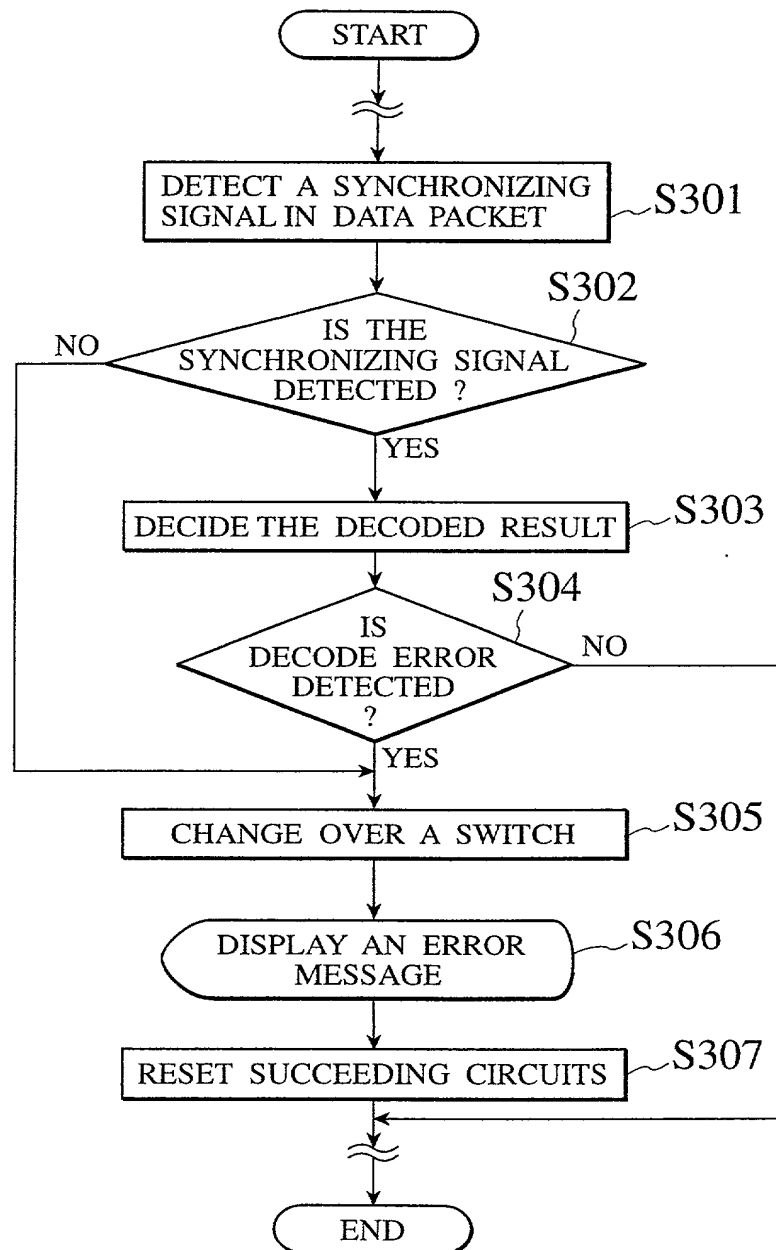 START
DETECT A SYNCHRONIZING
SIGNAL IN DATA PACKET
S301
S302
IS THE
SYNCHRONIZING SIGNAL
DETECTED ?
NO
YES
DECIDE THE DECODED RESULT
S303
S304
IS
DECODE ERROR
DETECTED
?
NO
YES
CHANGE OVER A SWITCH
S305
DISPLAY AN ERROR
MESSAGE
S306
RESET SUCCEEDING CIRCUITS
S307
END